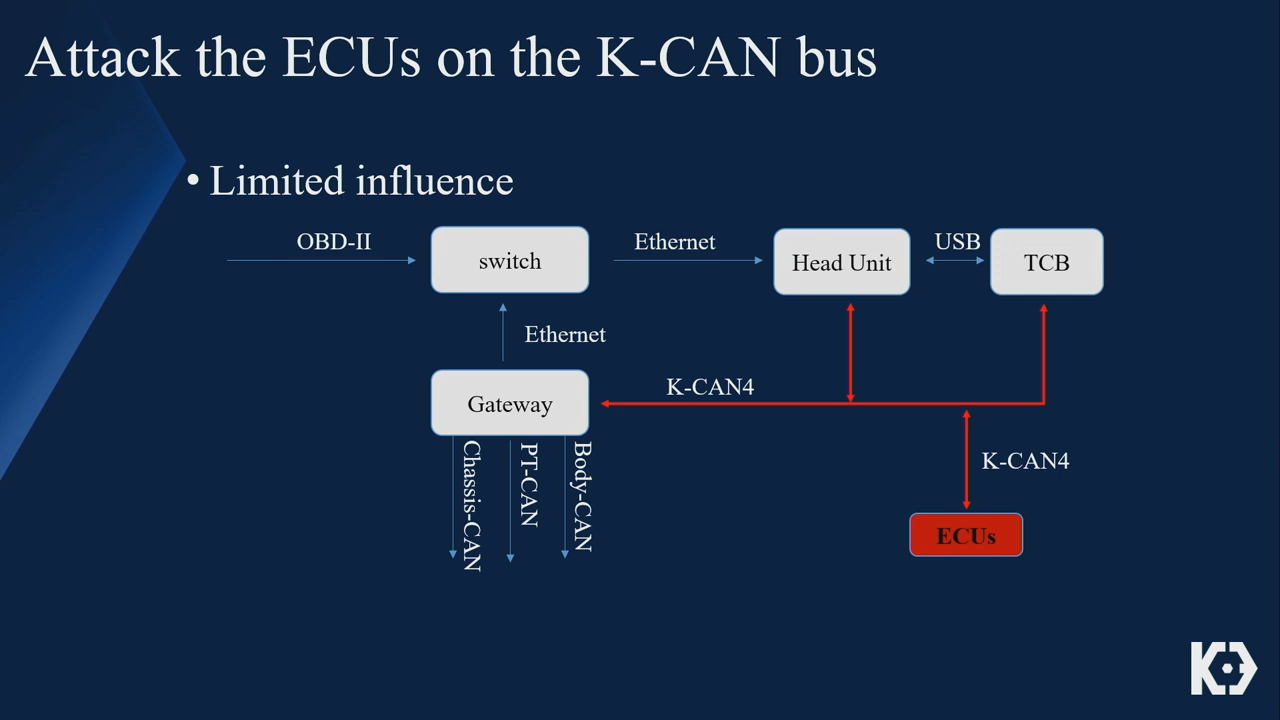 Attack the ECUs on the K-CAN bus
• Limited influence
OBD-II
switch
Ethernet
Head Unit
USB
TCB
Ethernet
Gateway
K-CAN4
Chassis-CAN
PT-CAN
Body-CAN
K-CAN4
ECUs